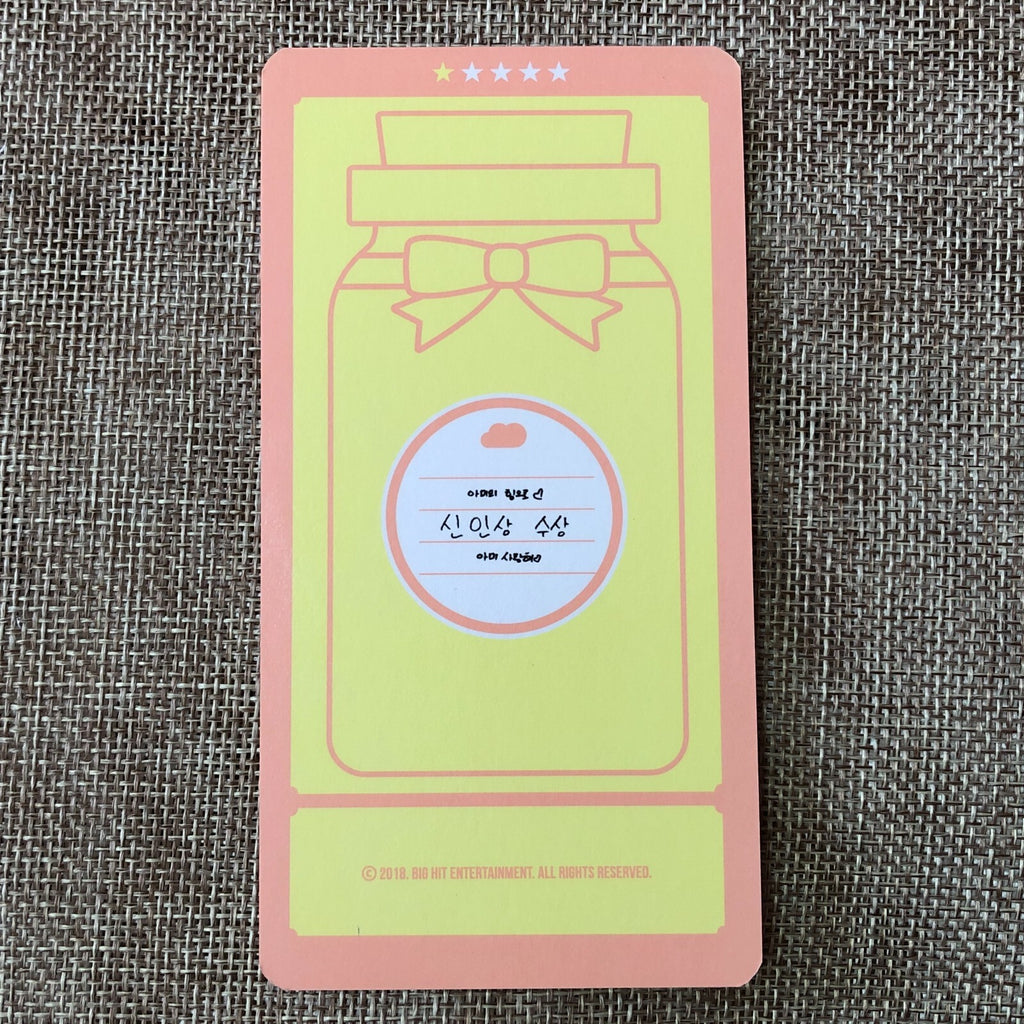 아미의 힘으로
신인상 수상
아미 사랑해
© 2018. BIG HIT ENTERTAINMENT. ALL RIGHTS RESERVED.